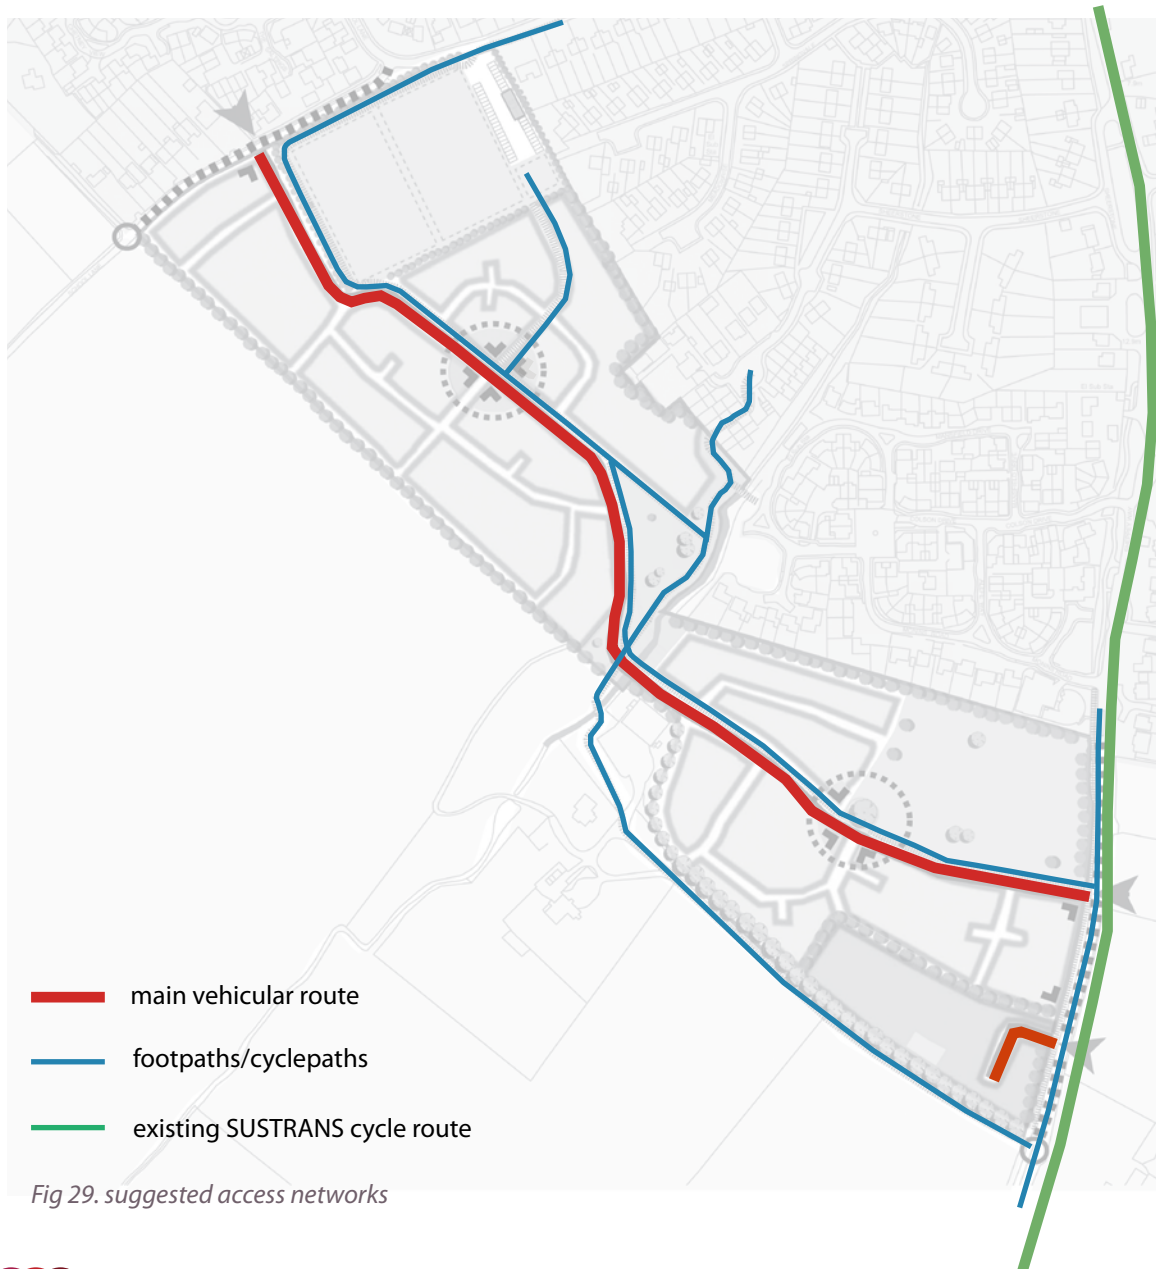 main vehicular route
footpaths/cyclepaths
existing SUSTRANS cycle route
Fig 29. suggested access networks